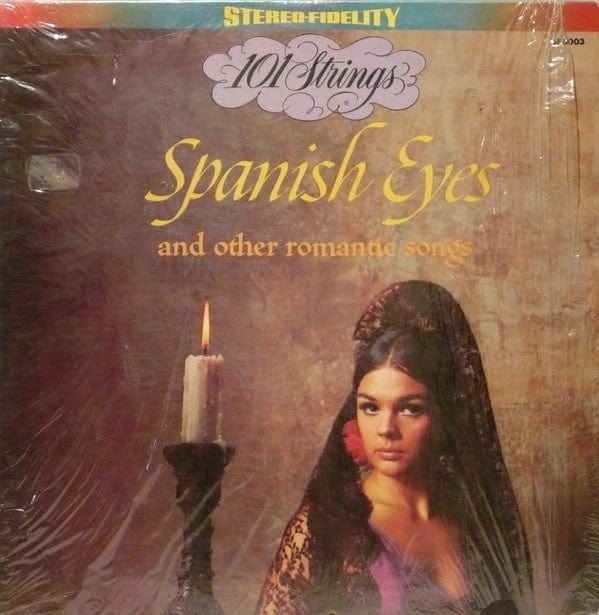 STEREO-FIDELITY
101 Strings
Spanish Eyes
and other romantic songs